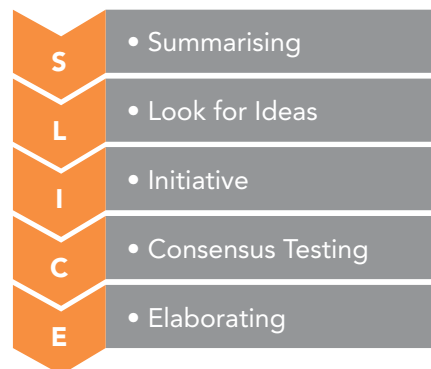 S • Summarising
L • Look for Ideas
I • Initiative
C • Consensus Testing
E • Elaborating